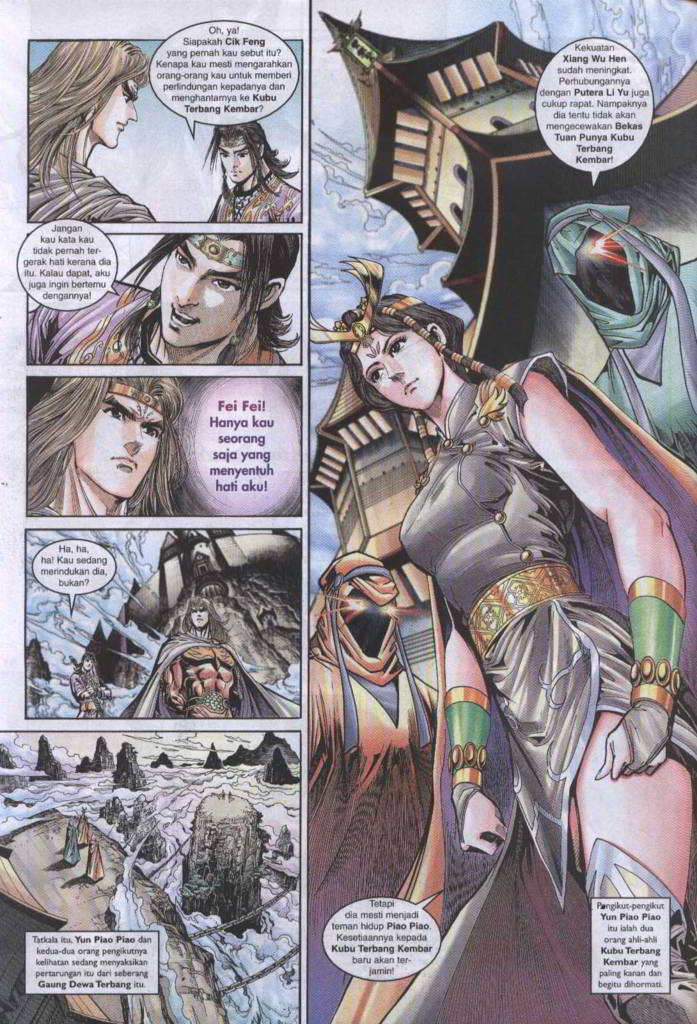 Oh, ya!
Siapakah Cik Feng
yang pernah kau sebut itu?
Kenapa kau mesti mengarahkan
orang-orang kau untuk memberi
perlindungan kepadanya dan
menghantarnya ke Kubu
Terbang Kembar?
Jangan
kau kata kau
tidak pernah ter-
gerak hati kerana dia
itu. Kalau dapat, aku
juga ingin bertemu
dengannya!
Fei Fei!
Hanya kau
seorang
saja yang
menyentuh
hati aku!
Ha, ha,
ha! Kau sedang
merindukan dia,
bukan?
Tatkala itu, Yun Piao Piao dan
kedua-dua orang pengikutnya
kelihatan sedang menyaksikan
pertarungan itu dari seberang
Gaung Dewa Terbang itu.
Kekuatan
Xiang Wu Hen
sudah meningkat.
Perhubungannya
dengan Putera Li Yu juga
cukup rapat. Nampaknya
dia tentu tidak akan
mengecewakan Bekas
Tuan Punya Kubu
Terbang
Kembar!
Tetapi
dia mesti menjadi
teman hidup Piao Piao.
Kesetiaannya kepada
Kubu Terbang Kembar
baru akan ter-
jamin!
Pengikut-pengikut
Yun Piao Piao
itu ialah dua
orang ahli-ahli
Kubu Terbang
Kembar yang
paling kanan dan
begitu dihormati.